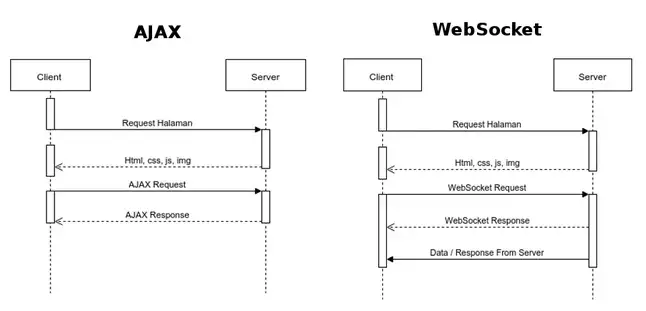 AJAX
Client
Server
Request Halaman
Html, css, js, img
AJAX Request
AJAX Response
WebSocket
Client
Server
Request Halaman
Html, css, js, img
WebSocket Request
WebSocket Response
Data / Response From Server